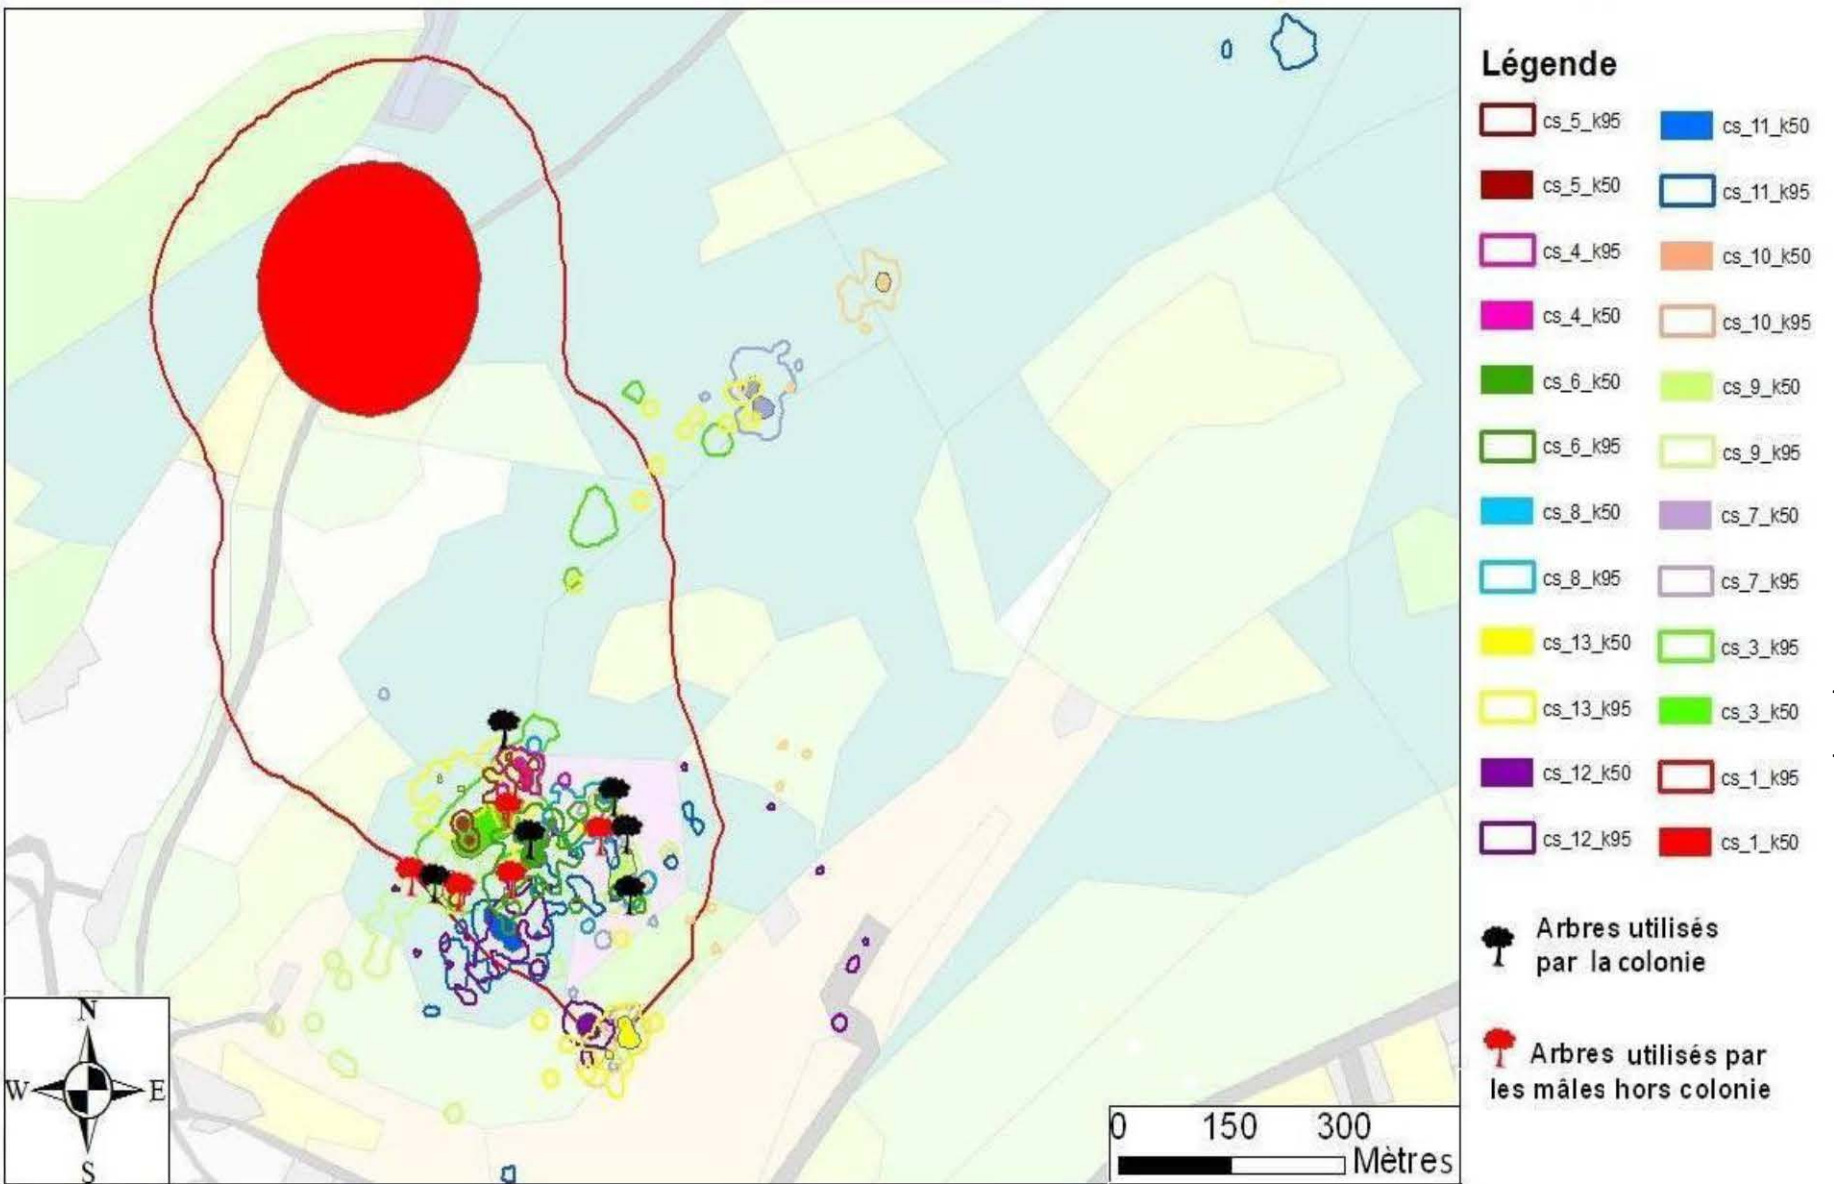 Légende
cs_5_k95
cs_5_k50
cs_4_k95
cs_4_k50
cs_6_k50
cs_6_k95
cs_8_k50
cs_8_k95
cs_13_k50
cs_13_k95
cs_12_k50
cs_12_k95
cs_11_k50
cs_11_k95
cs_10_k50
cs_10_k95
cs_9_k50
cs_9_k95
cs_7_k50
cs_7_k95
cs_3_k95
cs_3_k50
cs_1_k95
cs_1_k50
Arbres utilisés
par la colonie
Arbres utilisés par
les mâles hors colonie
N
W E
S
0 150 300
Mètres